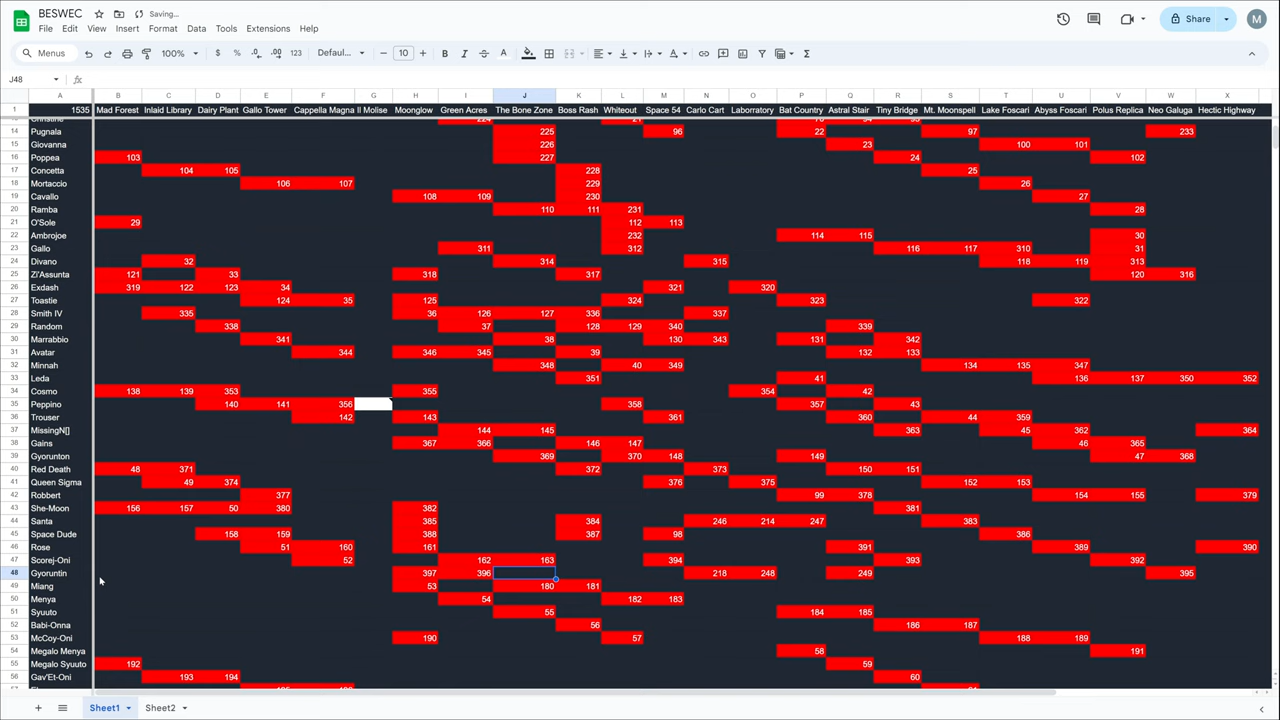 BESWEC Saving...
File Edit View Insert Format Data Tools Extensions Help
Share M
Menus 100% $ % .0 .00 123 Defaul... 10 B I A
J48 fx
A B C D E F G H I J K L M N O P Q R S T U V W X
1 1535 Mad Forest Inlaid Library Dairy Plant Gallo Tower Cappella Magna Il Molise Moonglow Green Acres The Bone Zone Boss Rash Whiteout Space 54 Carlo Cart Laborratory Bat Country Astral Stair Tiny Bridge Mt. Moonspell Lake Foscari Abyss Foscari Polus Replica Neo Galuga Hectic Highway
14 Pugnala 225 96 22 97 233
15 Giovanna 226 23 100 101
16 Poppea 103 227 24 102
17 Concetta 104 105 228 25
18 Mortaccio 106 107 229 26
19 Cavallo 108 109 230 27
20 Ramba 110 111 231 28
21 O'Sole 29 112 113
22 Ambrojoe 232 114 115 30
23 Gallo 311 312 116 117 310 31
24 Divano 32 314 315 118 119 313
25 Zi'Assunta 121 33 318 317 120 316
26 Exdash 319 122 123 34 321 320
27 Toastie 124 35 125 324 323 322
28 Smith IV 335 36 126 127 336 337
29 Random 338 37 128 129 340 339
30 Marrabbio 341 38 130 343 131 342
31 Avatar 344 346 345 39 132 133
32 Minnah 348 40 349 134 135 347
33 Leda 351 41 136 137 350 352
34 Cosmo 138 139 353 355 354 42
35 Peppino 140 141 356 358 357 43
36 Trouser 142 143 361 360 44 359
37 MissingN[] 144 145 363 45 362 364
38 Gains 367 366 146 147 46 365
39 Gyorunton 369 370 148 149 47 368
40 Red Death 48 371 372 373 150 151
41 Queen Sigma 49 374 376 375 152 153
42 Robbert 377 99 378 154 155 379
43 She-Moon 156 157 50 380 382 381
44 Santa 385 384 246 214 247 383
45 Space Dude 158 159 388 387 98 386
46 Rose 51 160 161 391 389 390
47 Scorej-Oni 52 162 163 394 393 392
48 Gyoruntin 397 396 218 248 249 395
49 Miang 53 180 181
50 Menya 54 182 183
51 Syuuto 55 184 185
52 Babi-Onna 56 186 187
53 McCoy-Oni 190 57 188 189
54 Megalo Menya 58 191
55 Megalo Syuuto 192 59
56 Gav'Et-Oni 193 194 60
Sheet1 Sheet2